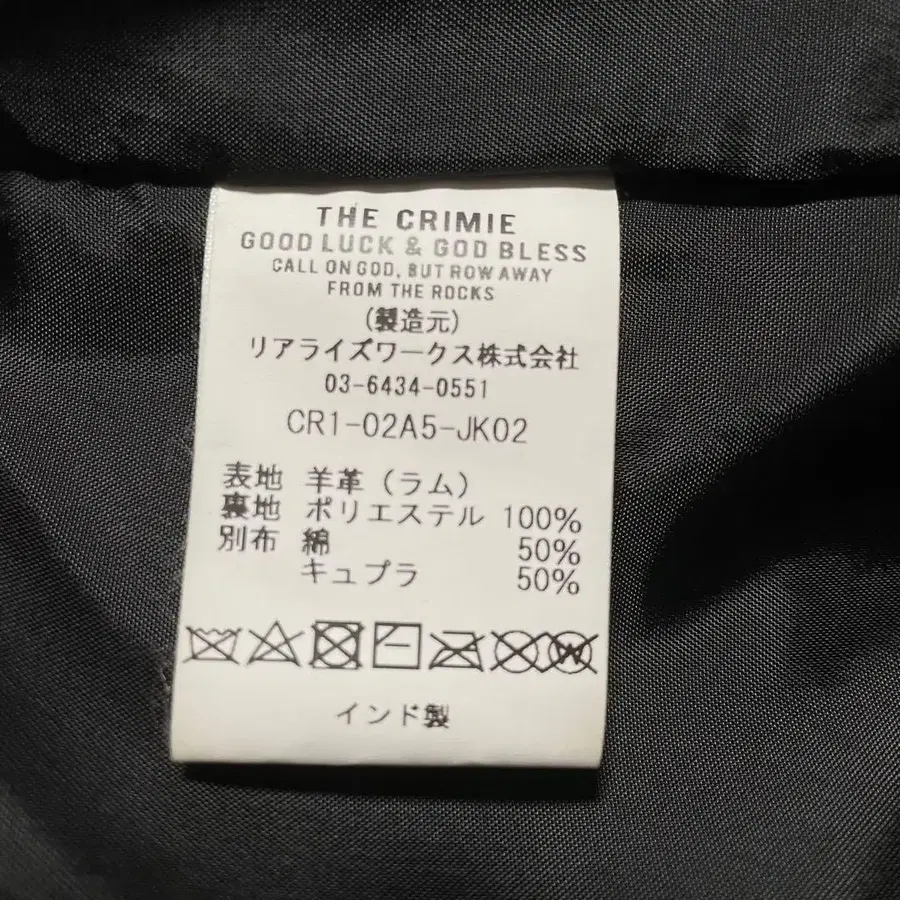 THE CRIMIE
GOOD LUCK & GOD BLESS
CALL ON GOD, BUT ROW AWAY
FROM THE ROCKS
(製造元)
リアライズワークス株式会社
03-6434-0551
CR1-02A5-JK02
表地 羊革(ラム)
裏地 ポリエステル 100%
別布 綿 50%
キュプラ 50%
W
インド製